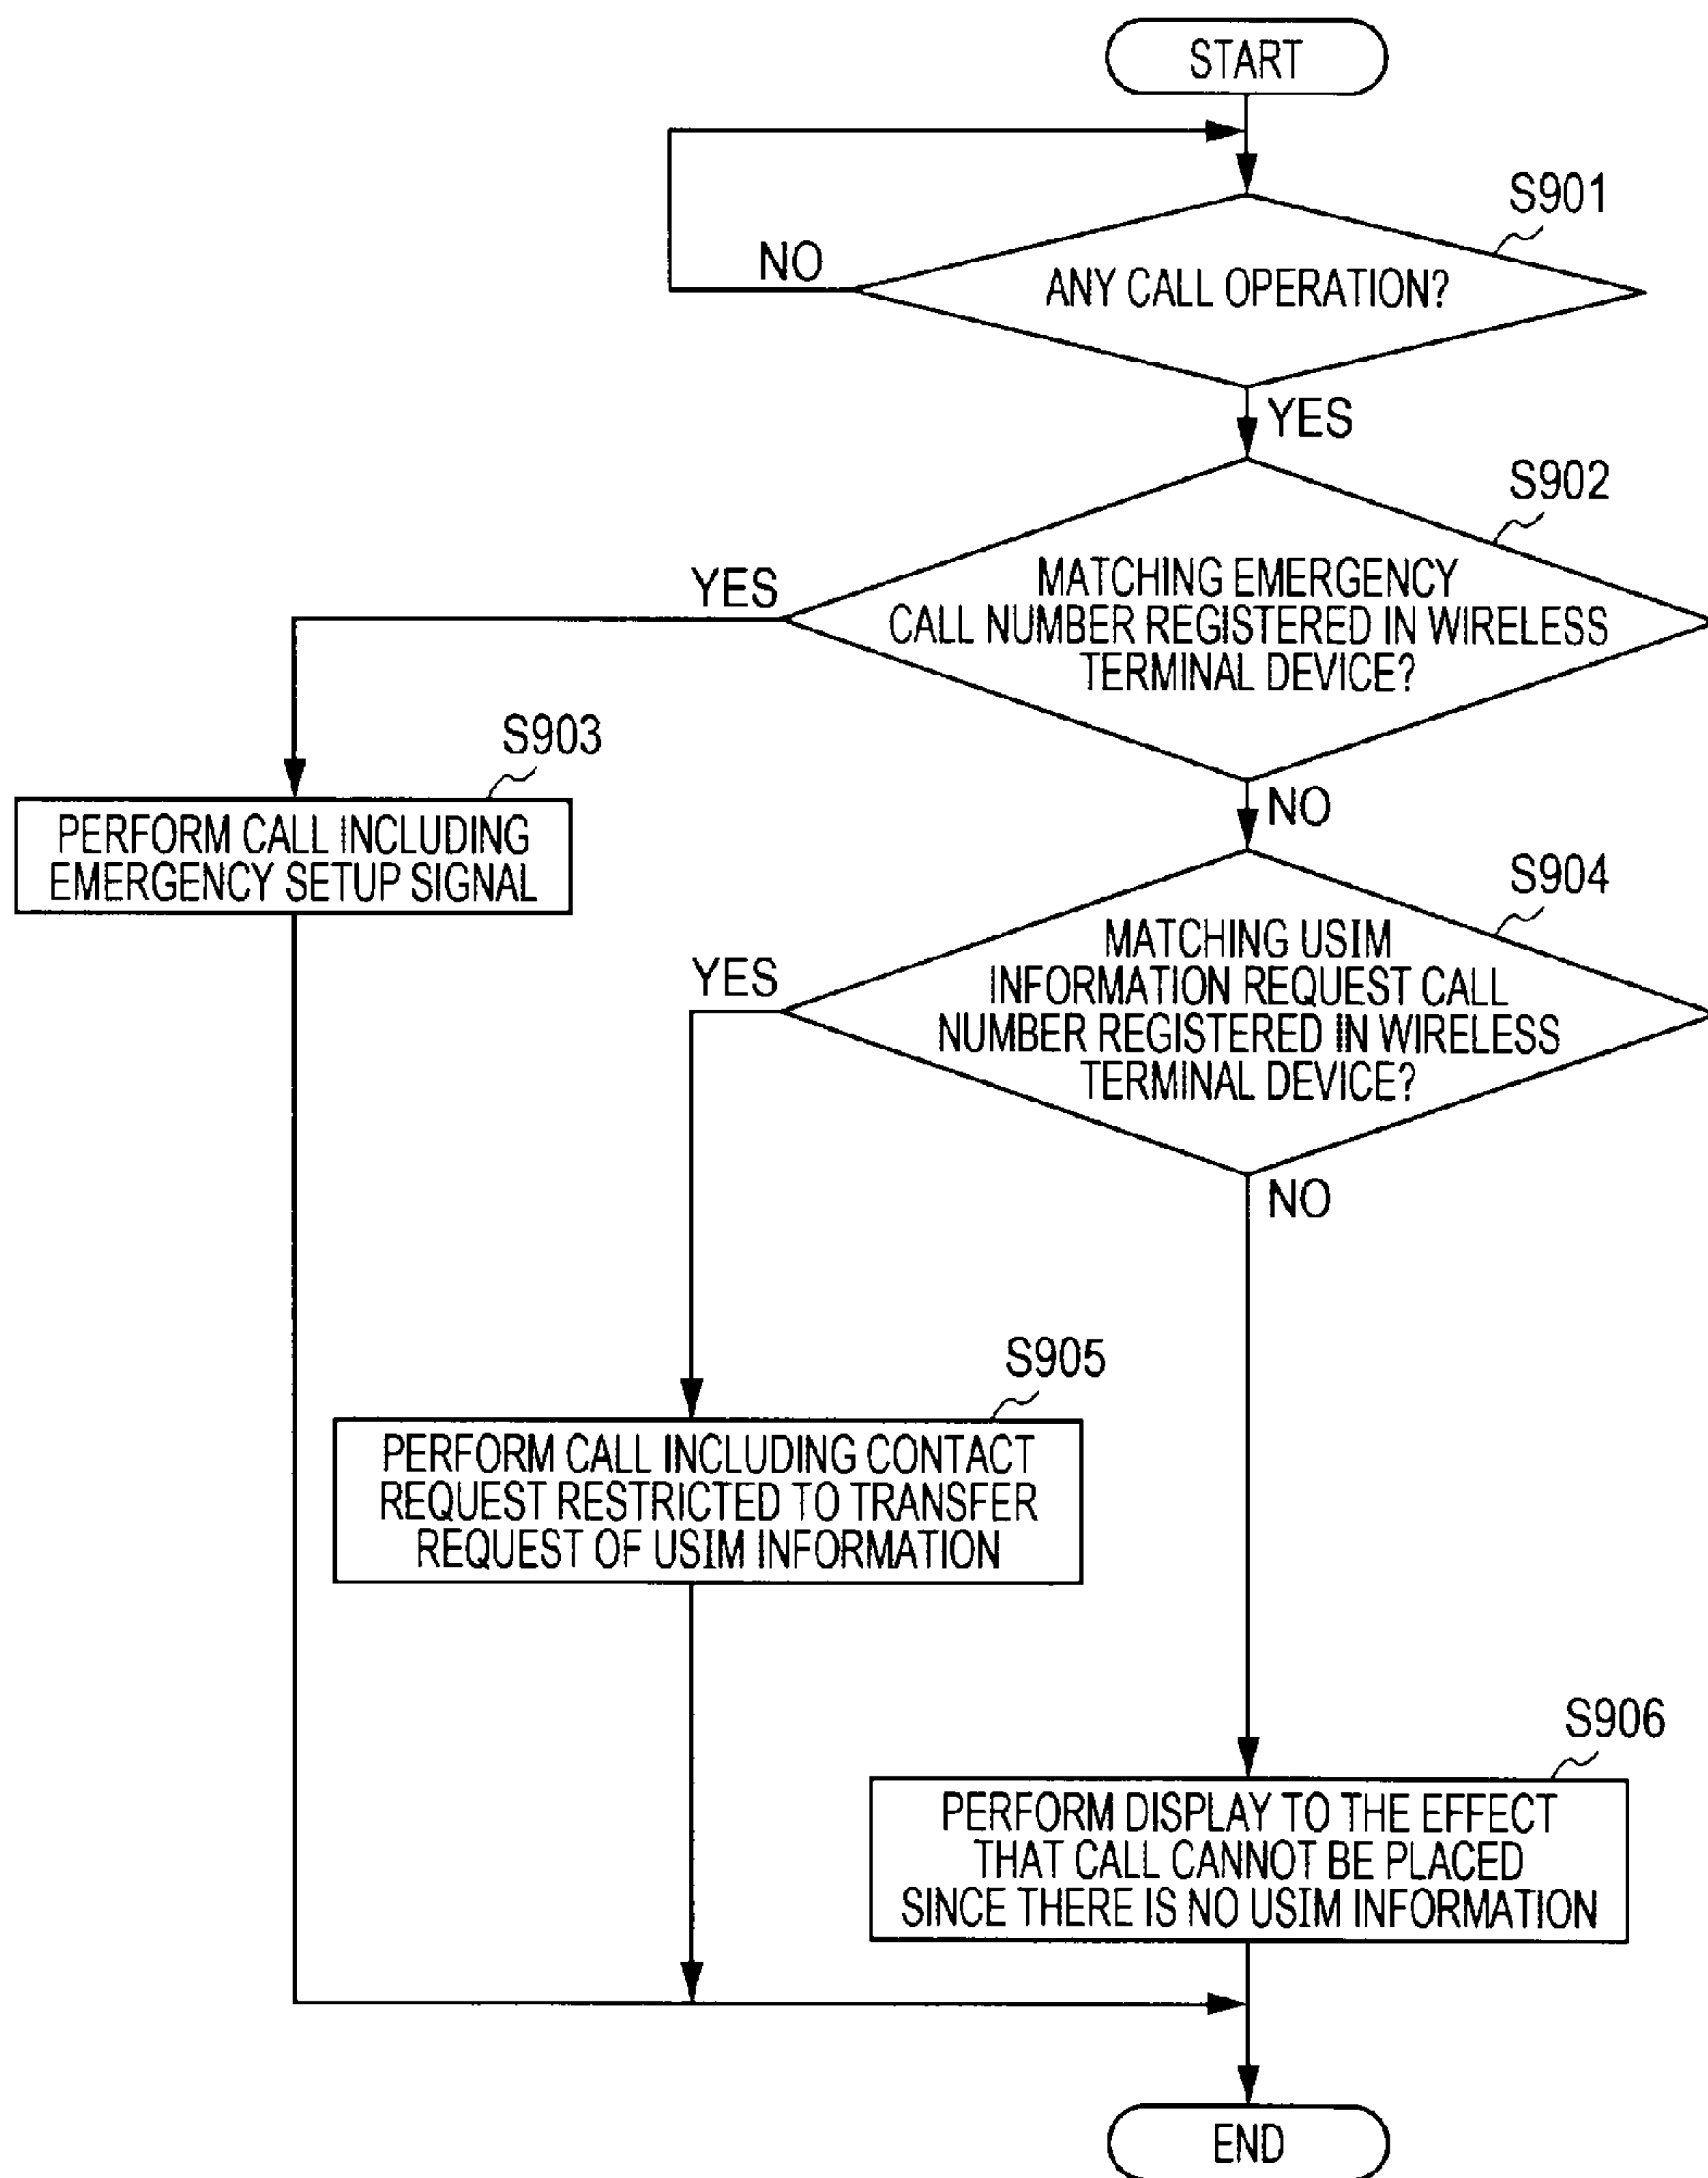 START
S901
NO
ANY CALL OPERATION?
YES
S902
YES
MATCHING EMERGENCY
CALL NUMBER REGISTERED IN WIRELESS
TERMINAL DEVICE?
S903
NO
PERFORM CALL INCLUDING
EMERGENCY SETUP SIGNAL
S904
YES
MATCHING USIM
INFORMATION REQUEST CALL
NUMBER REGISTERED IN WIRELESS
TERMINAL DEVICE?
NO
S905
PERFORM CALL INCLUDING CONTACT
REQUEST RESTRICTED TO TRANSFER
REQUEST OF USIM INFORMATION
S906
PERFORM DISPLAY TO THE EFFECT
THAT CALL CANNOT BE PLACED
SINCE THERE IS NO USIM INFORMATION
END